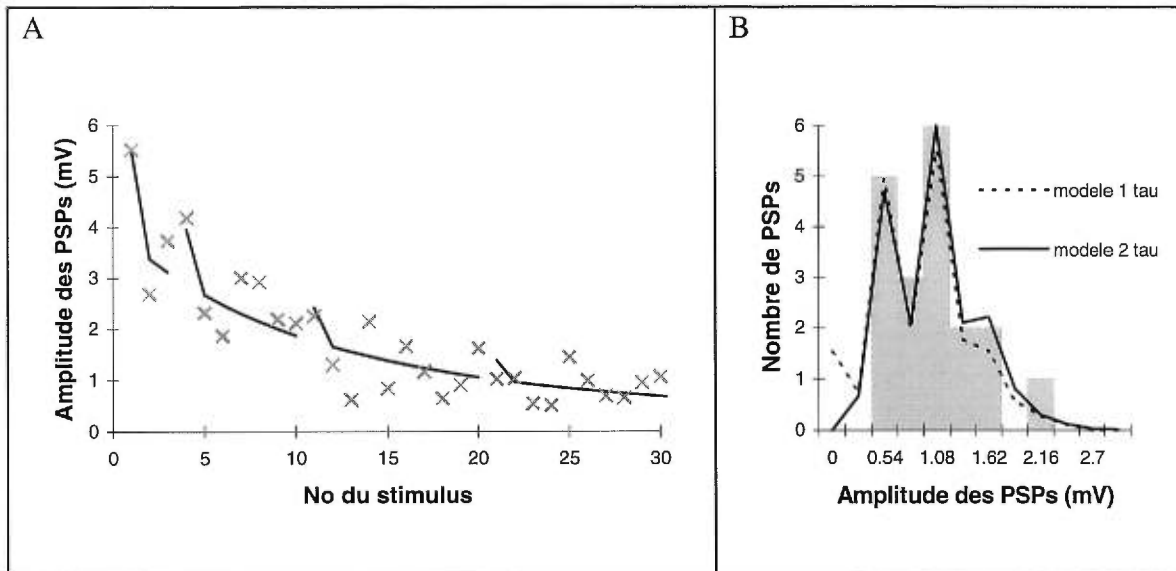 A
Amplitude des PSPs (mV)
6
5
4
3
2
1
0
0 5 10 15 20 25 30
No du stimulus
B
Nombre de PSPs
6
5
4
3
2
1
0
0 0.54 1.08 1.62 2.16 2.7
Amplitude des PSPs (mV)
modele 1 tau
modele 2 tau